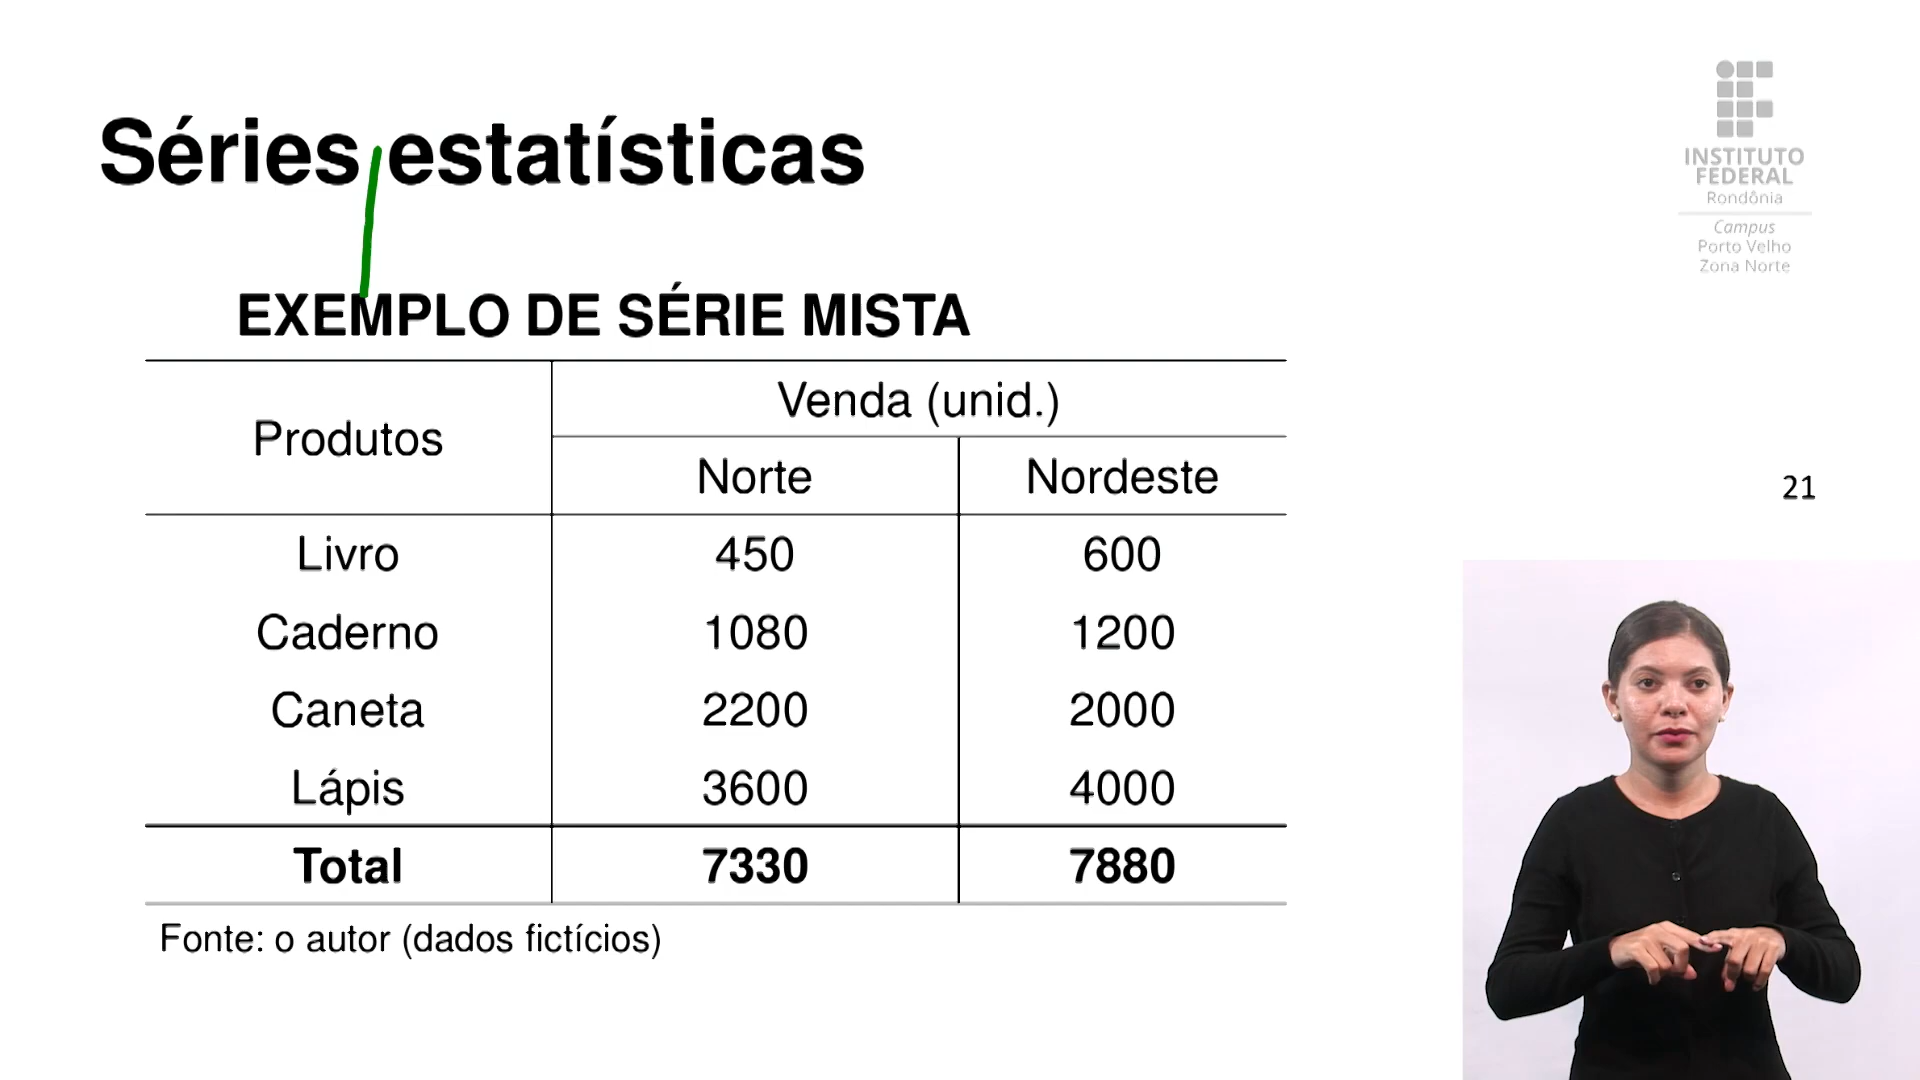 Séries estatísticas
INSTITUTO
FEDERAL
Rondônia
Campus
Porto Velho
Zona Norte
EXEMPLO DE SÉRIE MISTA
Produtos
Venda (unid.)
Norte Nordeste
21
Livro 450 600
Caderno 1080 1200
Caneta 2200 2000
Lápis 3600 4000
Total 7330 7880
Fonte: o autor (dados fictícios)